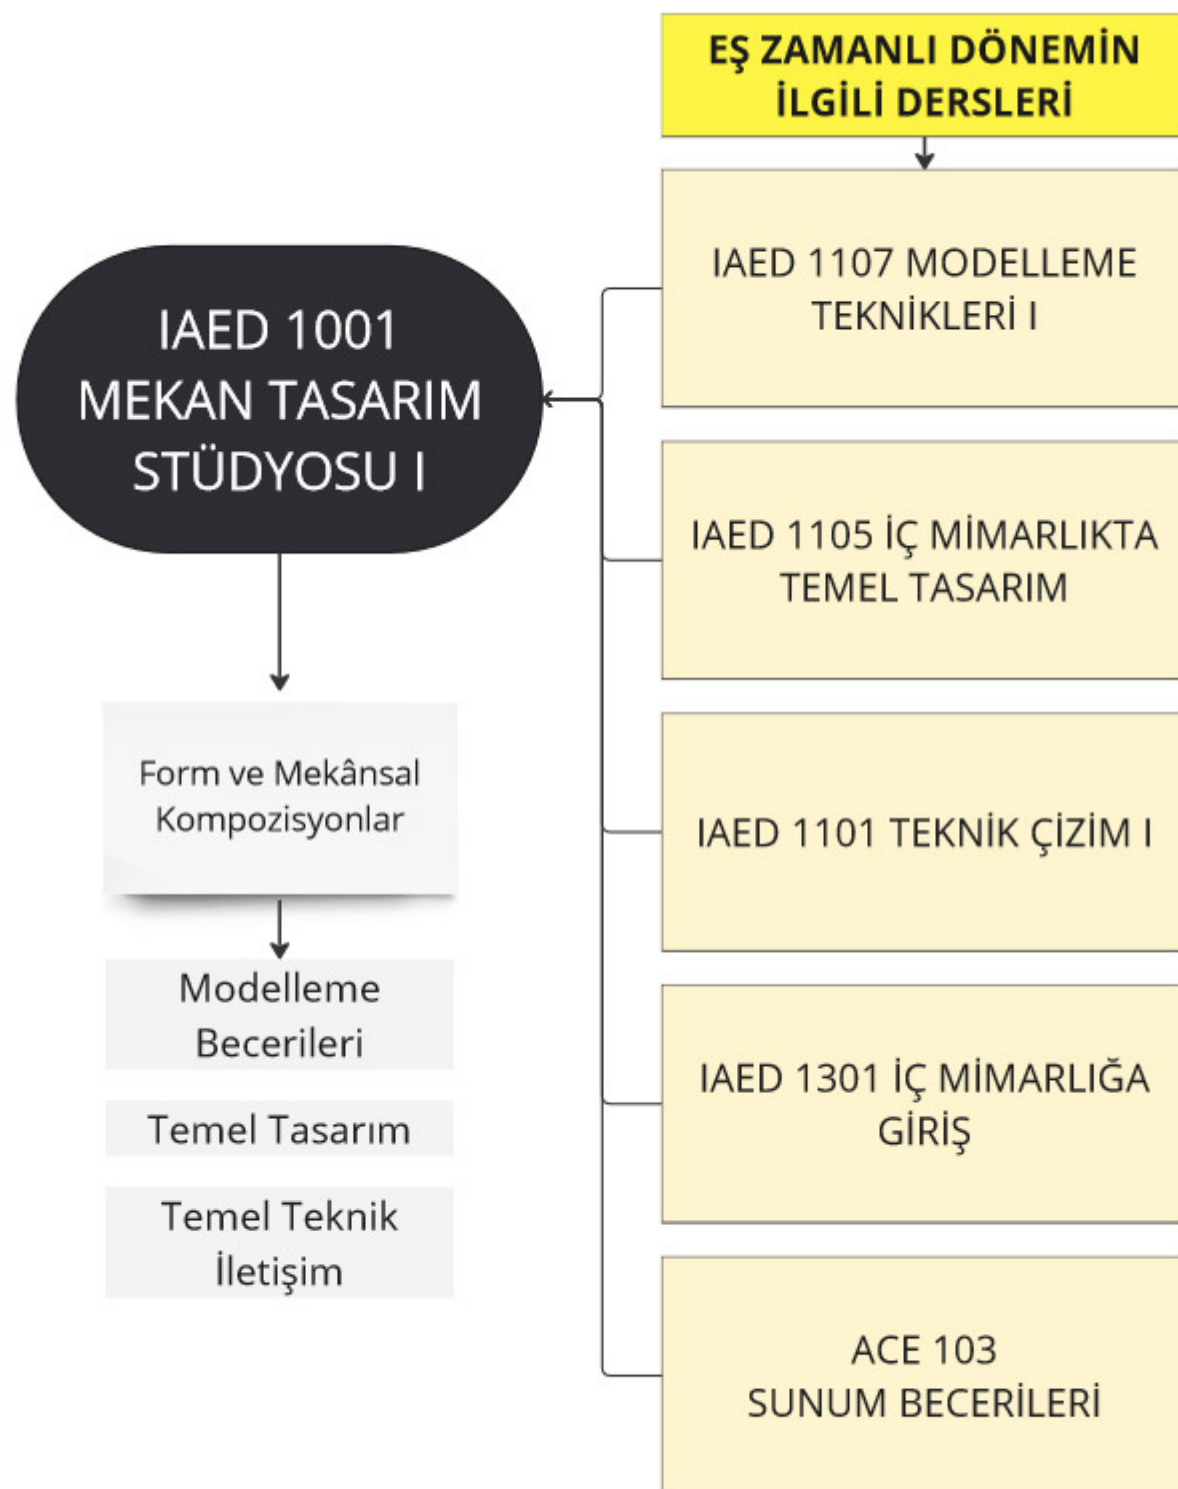 EŞ ZAMANLI DÖNEMİN
İLGİLİ DERSLERİ
IAED 1001
MEKAN TASARIM
STÜDYOSU I
Form ve Mekânsal
Kompozisyonlar
Modelleme
Becerileri
Temel Tasarım
Temel Teknik
İletişim
IAED 1107 MODELLEME
TEKNİKLERİ I
IAED 1105 İÇ MİMARLIKTA
TEMEL TASARIM
IAED 1101 TEKNİK ÇİZİM I
IAED 1301 İÇ MİMARLIĞA
GİRİŞ
ACE 103
SUNUM BECERİLERİ